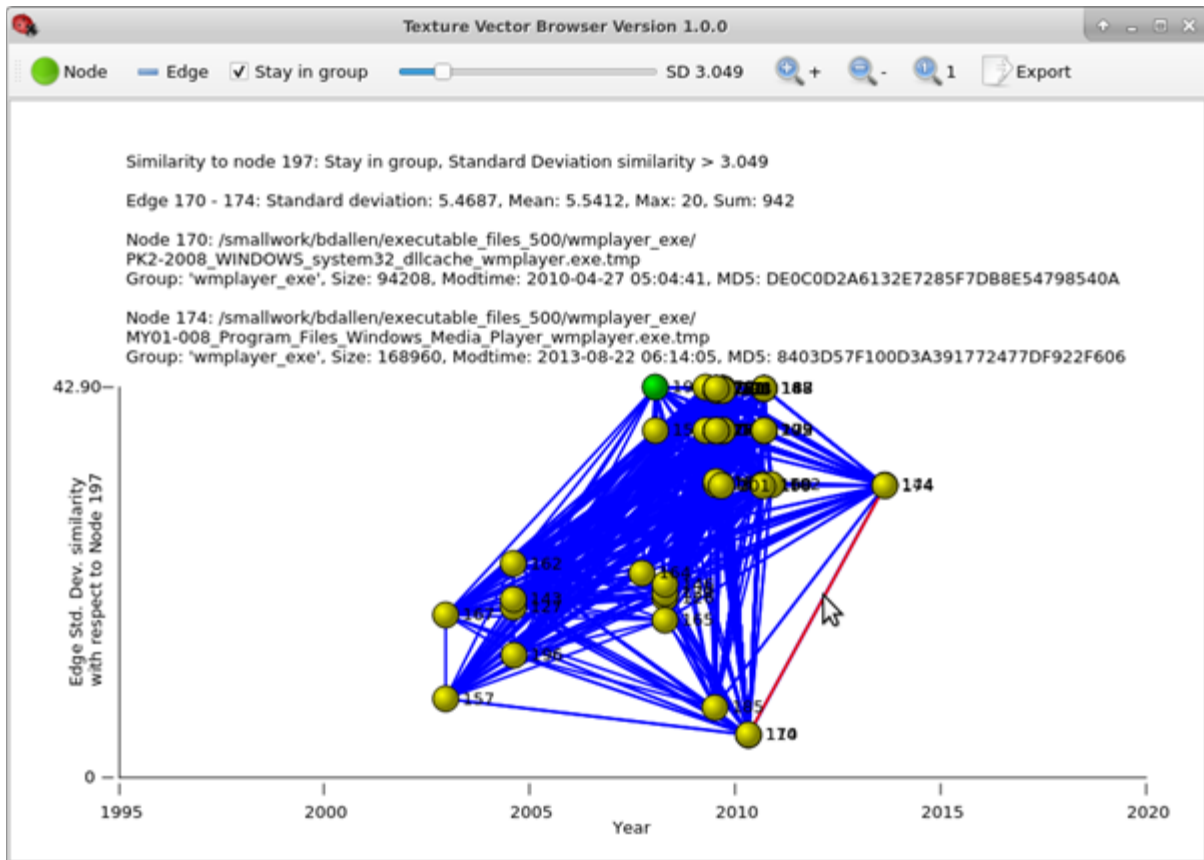 Texture Vector Browser Version 1.0.0
Node Edge Stay in group SD 3.049 + - 1 Export
Similarity to node 197: Stay in group, Standard Deviation similarity > 3.049
Edge 170 - 174: Standard deviation: 5.4687, Mean: 5.5412, Max: 20, Sum: 942
Node 170: /smallwork/bdallen/executable_files_500/wmplayer_exe/
PK2-2008_WINDOWS_system32_dllcache_wmplayer.exe.tmp
Group: 'wmplayer_exe', Size: 94208, Modtime: 2010-04-27 05:04:41, MD5: DE0C0D2A6132E7285F7DB8E54798540A
Node 174: /smallwork/bdallen/executable_files_500/wmplayer_exe/
MY01-008_Program_Files_Windows_Media_Player_wmplayer.exe.tmp
Group: 'wmplayer_exe', Size: 168960, Modtime: 2013-08-22 06:14:05, MD5: 8403D57F100D3A391772477DF922F606
42.90
Edge Std. Dev. similarity
with respect to Node 197
162
164
143
127
167
165
196
157
0
1995 2000 2005 2010 2015 2020
Year